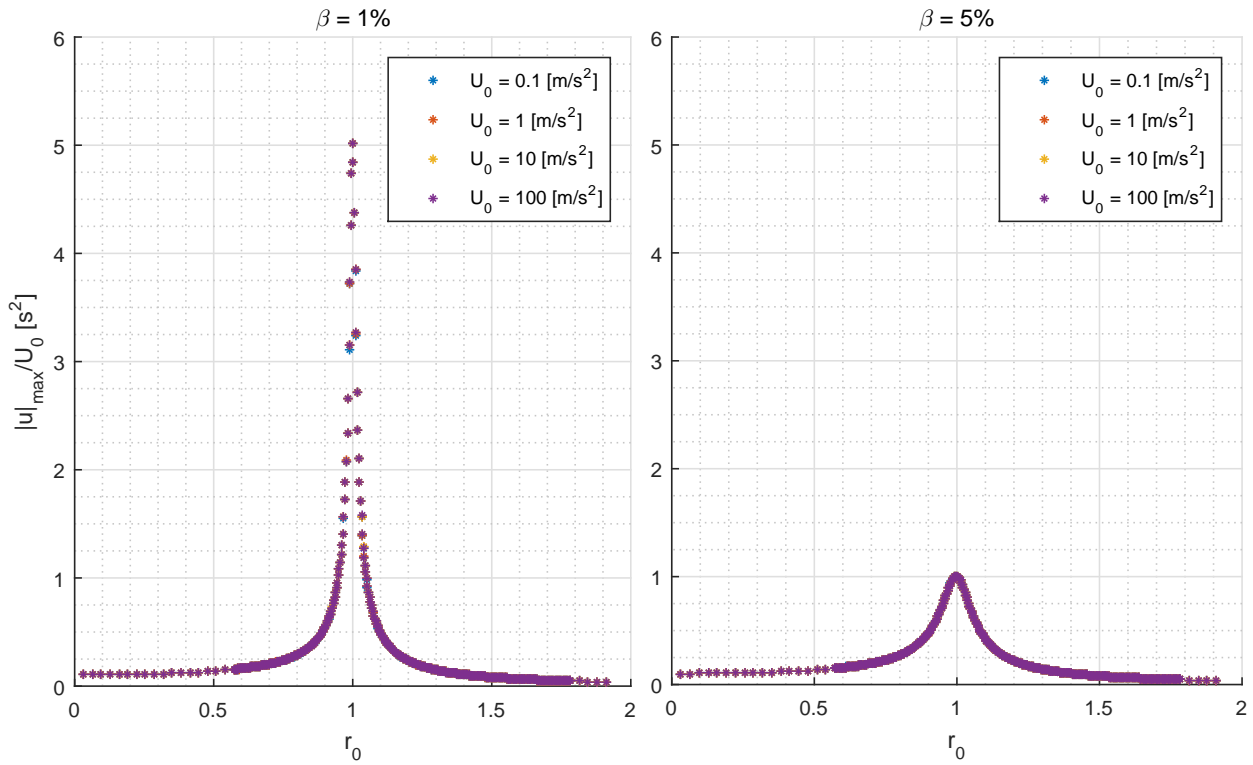 β = 1%
6
5
4
3
2
1
0
|u|max/U0 [s2]
0
0.5
1
1.5
2
r0
U0 = 0.1 [m/s2]
U0 = 1 [m/s2]
U0 = 10 [m/s2]
U0 = 100 [m/s2]
β = 5%
6
5
4
3
2
1
0
0
0.5
1
1.5
2
r0
U0 = 0.1 [m/s2]
U0 = 1 [m/s2]
U0 = 10 [m/s2]
U0 = 100 [m/s2]